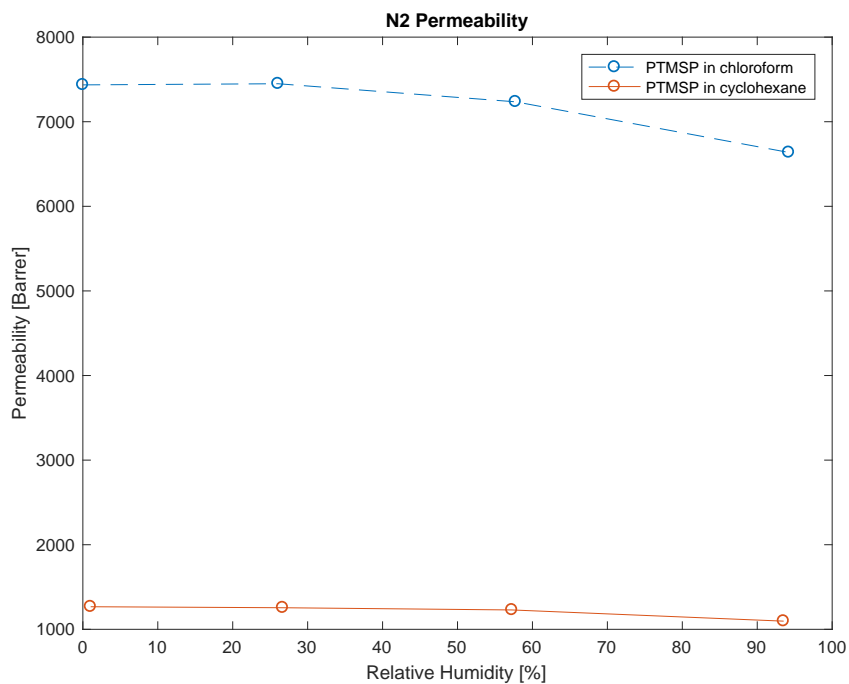 N2 Permeability
8000
7000
6000
5000
4000
3000
2000
1000
Permeability [Barrer]
PTMSP in chloroform
PTMSP in cyclohexane
0 10 20 30 40 50 60 70 80 90 100
Relative Humidity [%]